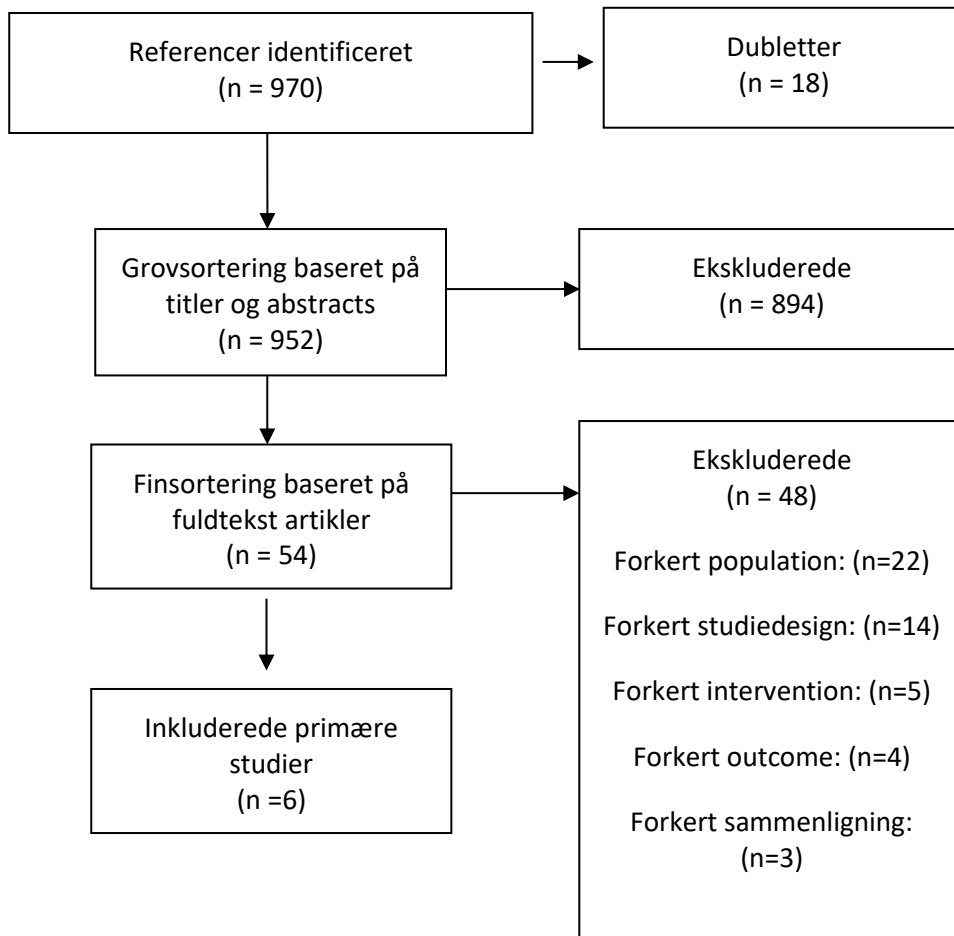 Referencer identificeret
(n = 970)
Dubletter
(n = 18)
Grovsortering baseret på
titler og abstracts
(n = 952)
Ekskluderede
(n = 894)
Finsortering baseret på
fuldtekst artikler
(n = 54)
Ekskluderede
(n = 48)
Forkert population: (n=22)
Forkert studiedesign: (n=14)
Forkert intervention: (n=5)
Forkert outcome: (n=4)
Forkert sammenligning:
(n=3)
Inkluderede primære
studier
(n =6)